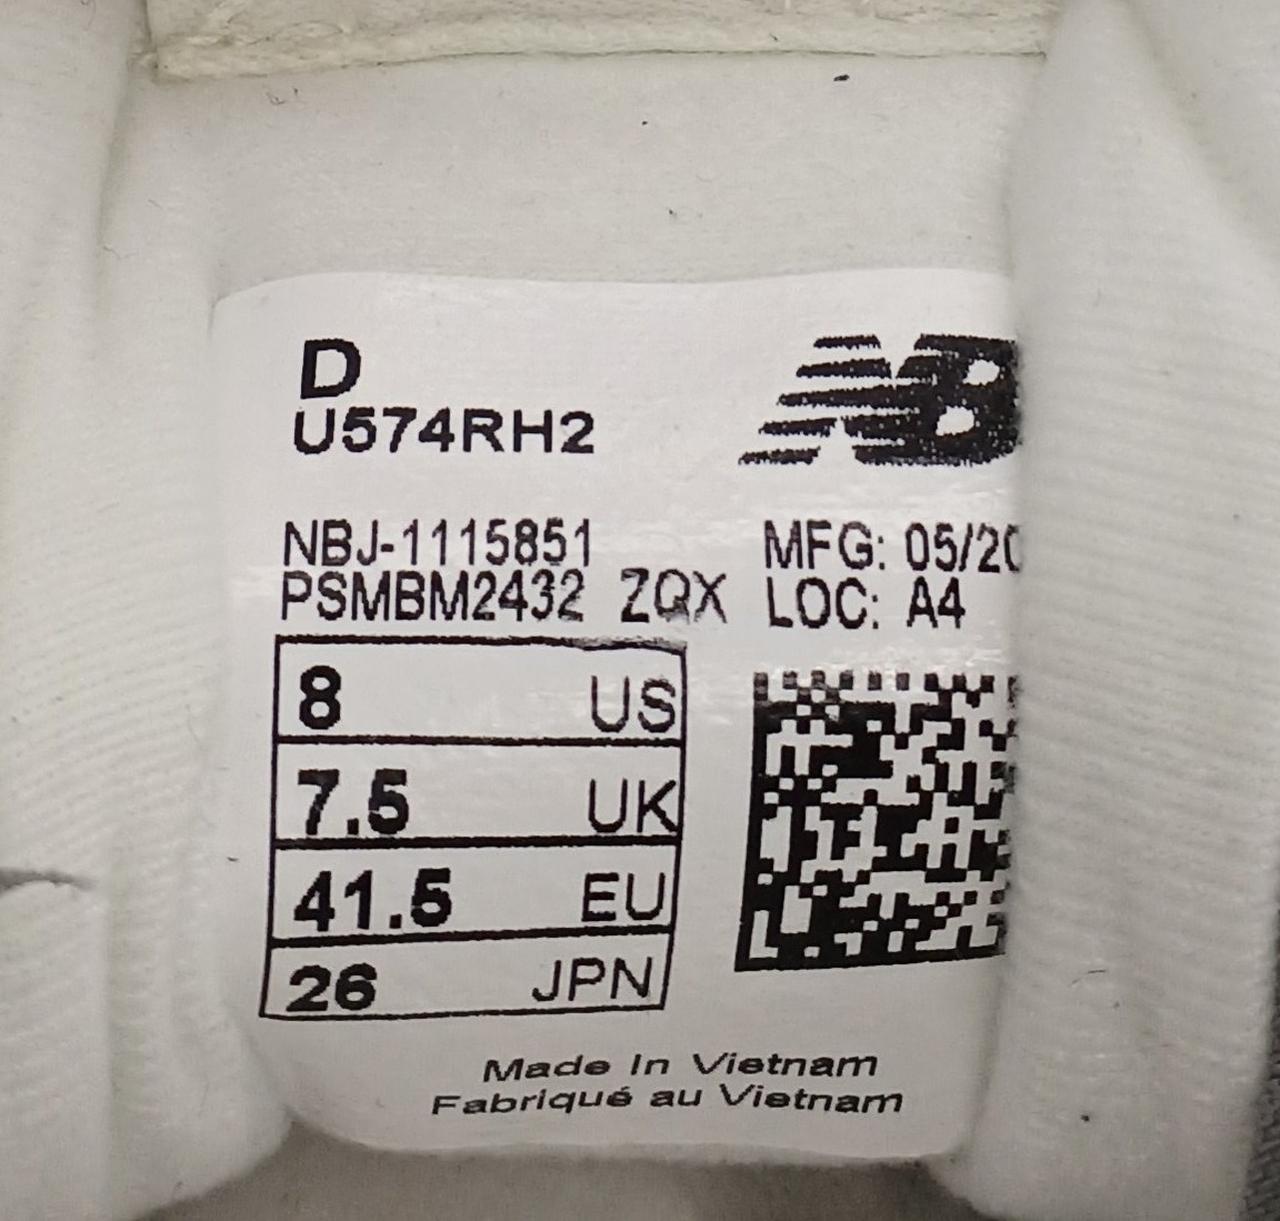 D
U574RH2
NB
NBJ-1115851
MFG: 05/20
PSMBM2432 ZQX
LOC: A4
8 US
7.5 UK
41.5 EU
26 JPN
Made In Vietnam
Fabriqué au Vietnam